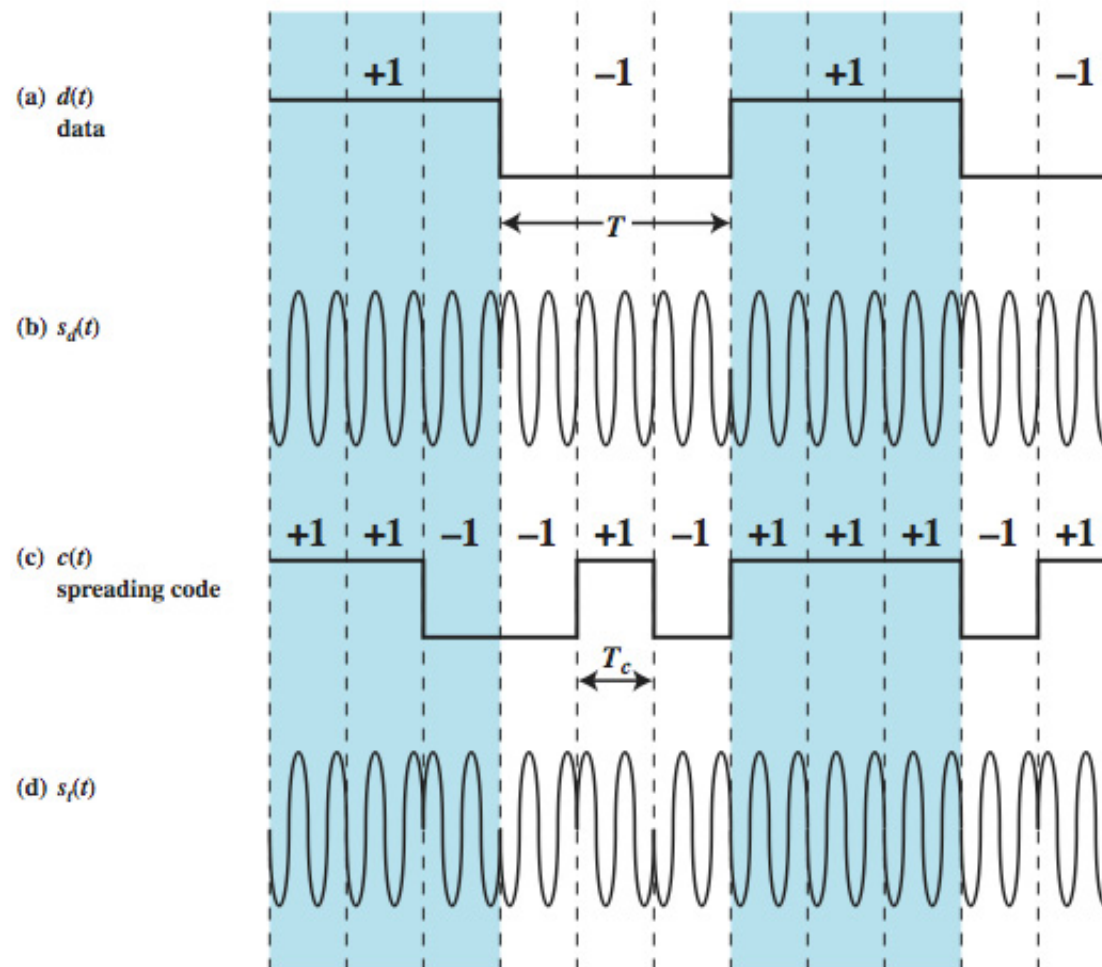 +1 −1 +1 −1
(a) d(t)
data
T
(b) s_d(t)
+1 +1 −1 −1 +1 −1 +1 +1 +1 −1 +1
(c) c(t)
spreading code
T_c
(d) s_t(t)